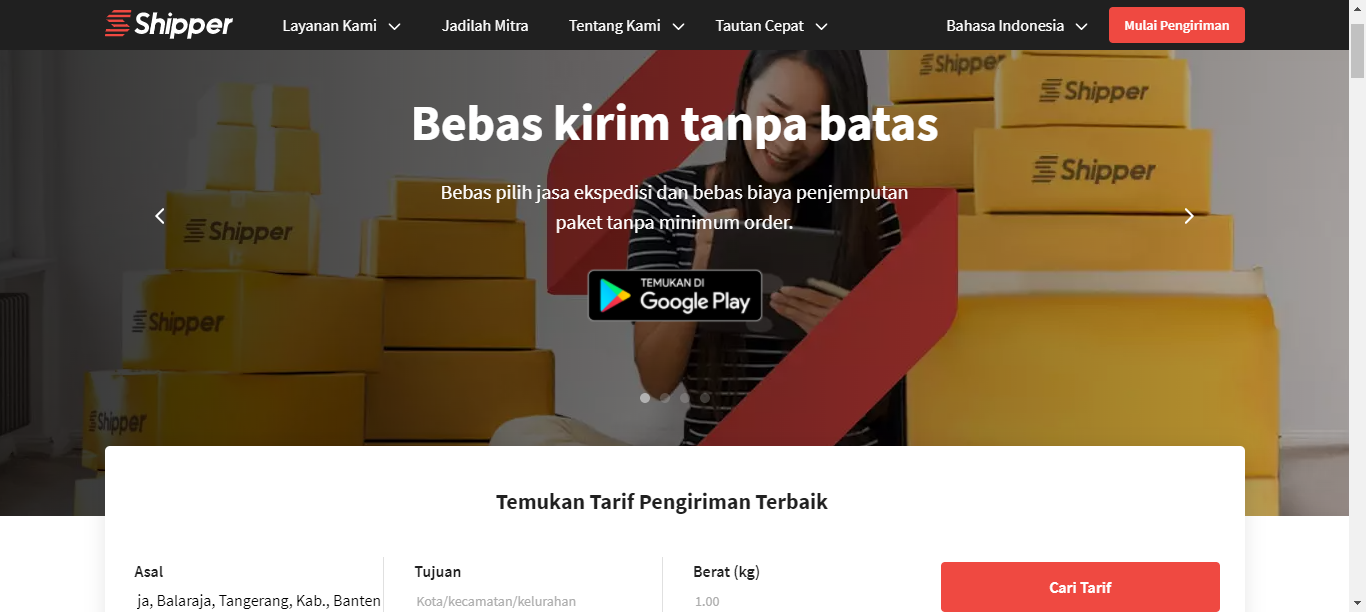 Shipper
Layanan Kami
Jadilah Mitra
Tentang Kami
Tautan Cepat
Bahasa Indonesia
Mulai Pengiriman
Shipper
Shipper
Shipper
Shipper
Shipper
Shipper
Bebas kirim tanpa batas
Bebas pilih jasa ekspedisi dan bebas biaya penjemputan
paket tanpa minimum order.
TEMUKAN DI
Google Play
Temukan Tarif Pengiriman Terbaik
Asal
ja, Balaraja, Tangerang, Kab., Banten
Tujuan
Kota/kecamatan/kelurahan
Berat (kg)
1.00
Cari Tarif